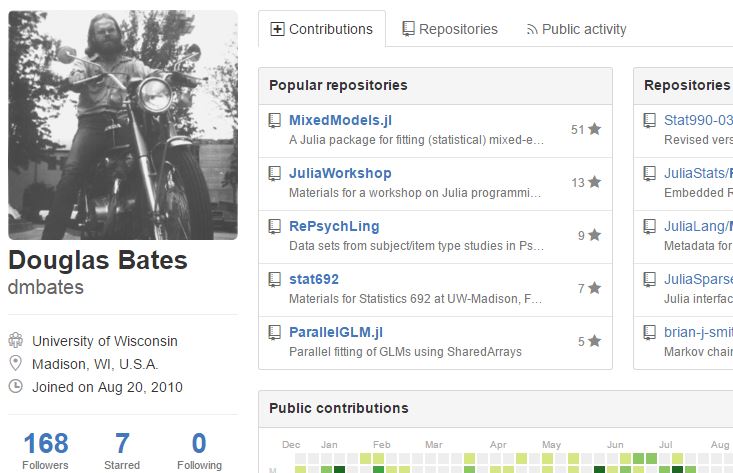 Contributions
Repositories
Public activity
Popular repositories
MixedModels.jl
A Julia package for fitting (statistical) mixed-e…
51
JuliaWorkshop
Materials for a workshop on Julia programmi…
13
RePsychLing
Data sets from subject/item type studies in Ps…
9
stat692
Materials for Statistics 692 at UW-Madison, F…
7
ParallelGLM.jl
Parallel fitting of GLMs using SharedArrays
5
Repositories
Stat990-03
Revised vers
JuliaStats/
Embedded R
JuliaLang/
Metadata for
JuliaSparse
Julia interfac
brian-j-smit
Markov chair
Douglas Bates
dmbates
University of Wisconsin
Madison, WI, U.S.A.
Joined on Aug 20, 2010
168
Followers
7
Starred
0
Following
Public contributions
Dec Jan Feb Mar Apr May Jun Jul Aug
M